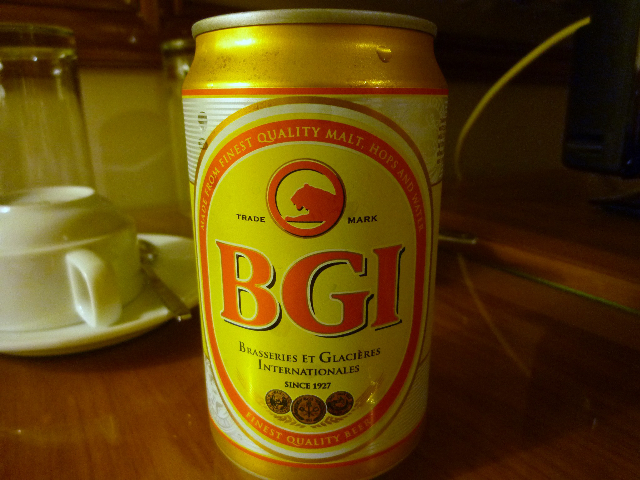 MADE FROM FINEST QUALITY MALT, HOPS AND WATER
TRADE MARK
BGI
BRASSERIES ET GLACIÈRES
INTERNATIONALES
SINCE 1927
FINEST QUALITY BEER